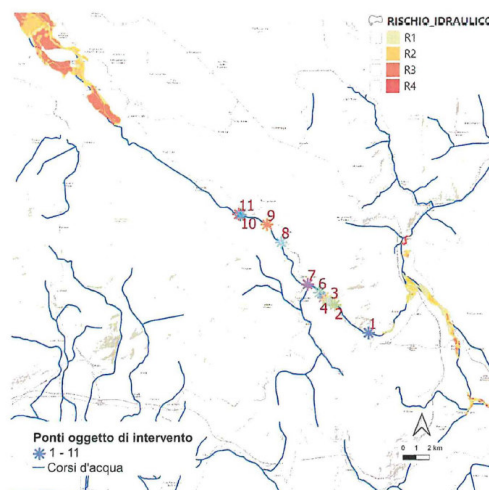 RISCHIO_IDRAULICO
R1
R2
R3
R4
11
10
9
8
7
6
3
4
2
1
Ponti oggetto di intervento
1 - 11
Corsi d'acqua
0 1 2 km